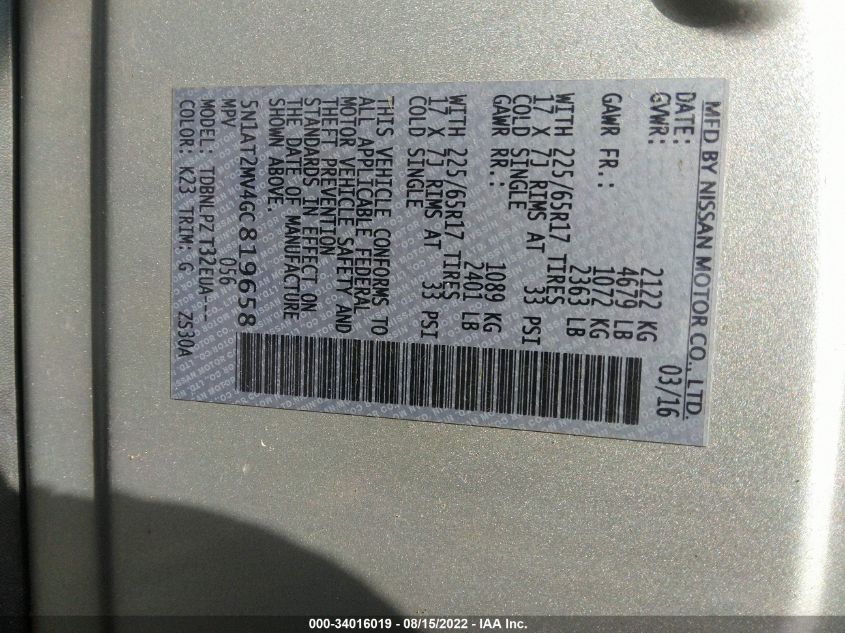 MFD BY NISSAN MOTOR CO., LTD.
DATE: 03/16
GVWR: 2122 KG
4679 LB
GAWR FR.: 1072 KG
2363 LB
WITH 225/65R17 TIRES
17 X 7J RIMS AT 33 PSI
COLD SINGLE
GAWR RR.: 1089 KG
2401 LB
WITH 225/65R17 TIRES
17 X 7J RIMS AT 33 PSI
COLD SINGLE
THIS VEHICLE CONFORMS TO
ALL APPLICABLE FEDERAL
MOTOR VEHICLE SAFETY AND
THEFT PREVENTION
STANDARDS IN EFFECT ON
THE DATE OF MANUFACTURE
SHOWN ABOVE.
5N1AT2MV4GC819658
MPV 056
MODEL: TDBNLPZ T32EUA----
COLOR: K23 TRIM: G Z530A
000-34016019 - 08/15/2022 - IAA Inc.